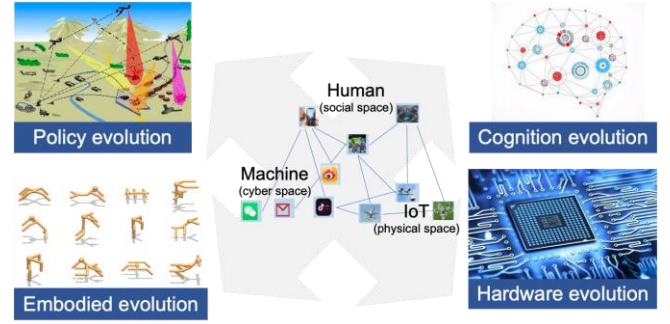 Human
(social space)
Machine
(cyber space)
IoT
(physical space)
Policy evolution
Cognition evolution
Embodied evolution
Hardware evolution